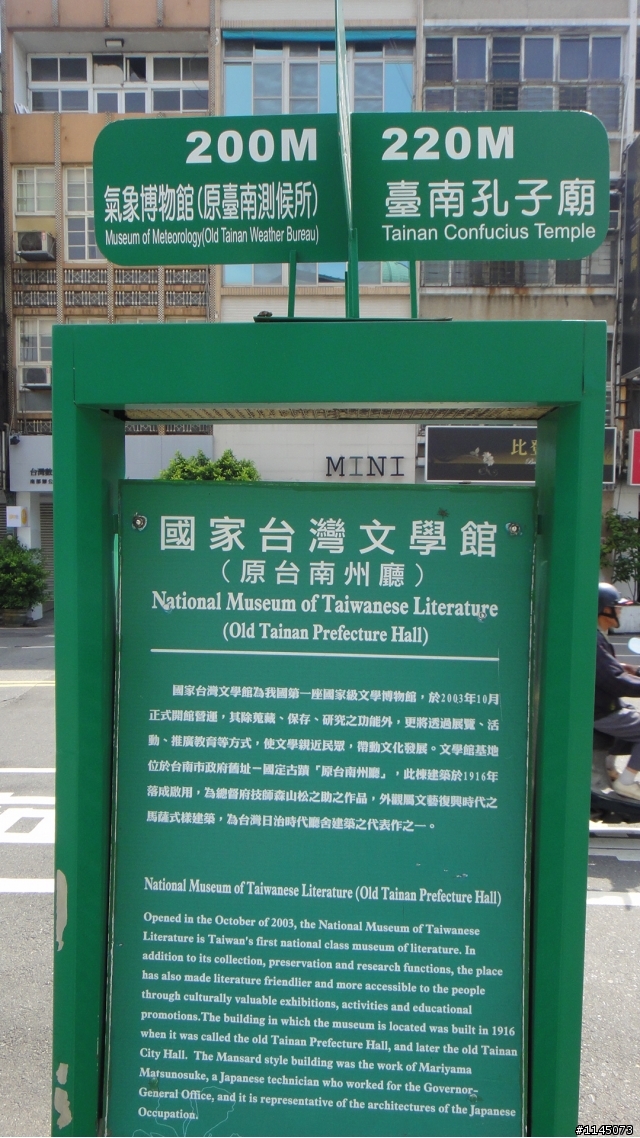 200M
氣象博物館(原臺南測候所)
Museum of Meteorology(Old Tainan Weather Bureau)
220M
臺南孔子廟
Tainan Confucius Temple
MINI
國家台灣文學館
(原台南州廳)
National Museum of Taiwanese Literature
(Old Tainan Prefecture Hall)
國家台灣文學館為我國第一座國家級文學博物館，於2003年10月
正式開館營運，其除蒐藏、保存、研究之功能外，更將透過展覽、活
動、推廣教育等方式，使文學親近民眾，帶動文化發展。文學館基地
位於台南市政府舊址－國定古蹟「原台南州廳」，此棟建築於1916年
落成啟用，為總督府技師森山松之助之作品，外觀屬文藝復興時代之
馬薩式樣建築，為台灣日治時代廳舍建築之代表作之一。
National Museum of Taiwanese Literature (Old Tainan Prefecture Hall)
Opened in the October of 2003, the National Museum of Taiwanese
Literature is Taiwan's first national class museum of literature. In
addition to its collection, preservation and research functions, the place
has also made literature friendlier and more accessible to the people
through culturally valuable exhibitions, activities and educational
promotions.The building in which the museum is located was built in 1916
when it was called the old Tainan Prefecture Hall, and later the old Tainan
City Hall. The Mansard style building was the work of Mariyama
Matsunosuke, a Japanese technician who worked for the Governor-
General Office, and it is representative of the architectures of the Japanese
Occupation.
#1145073